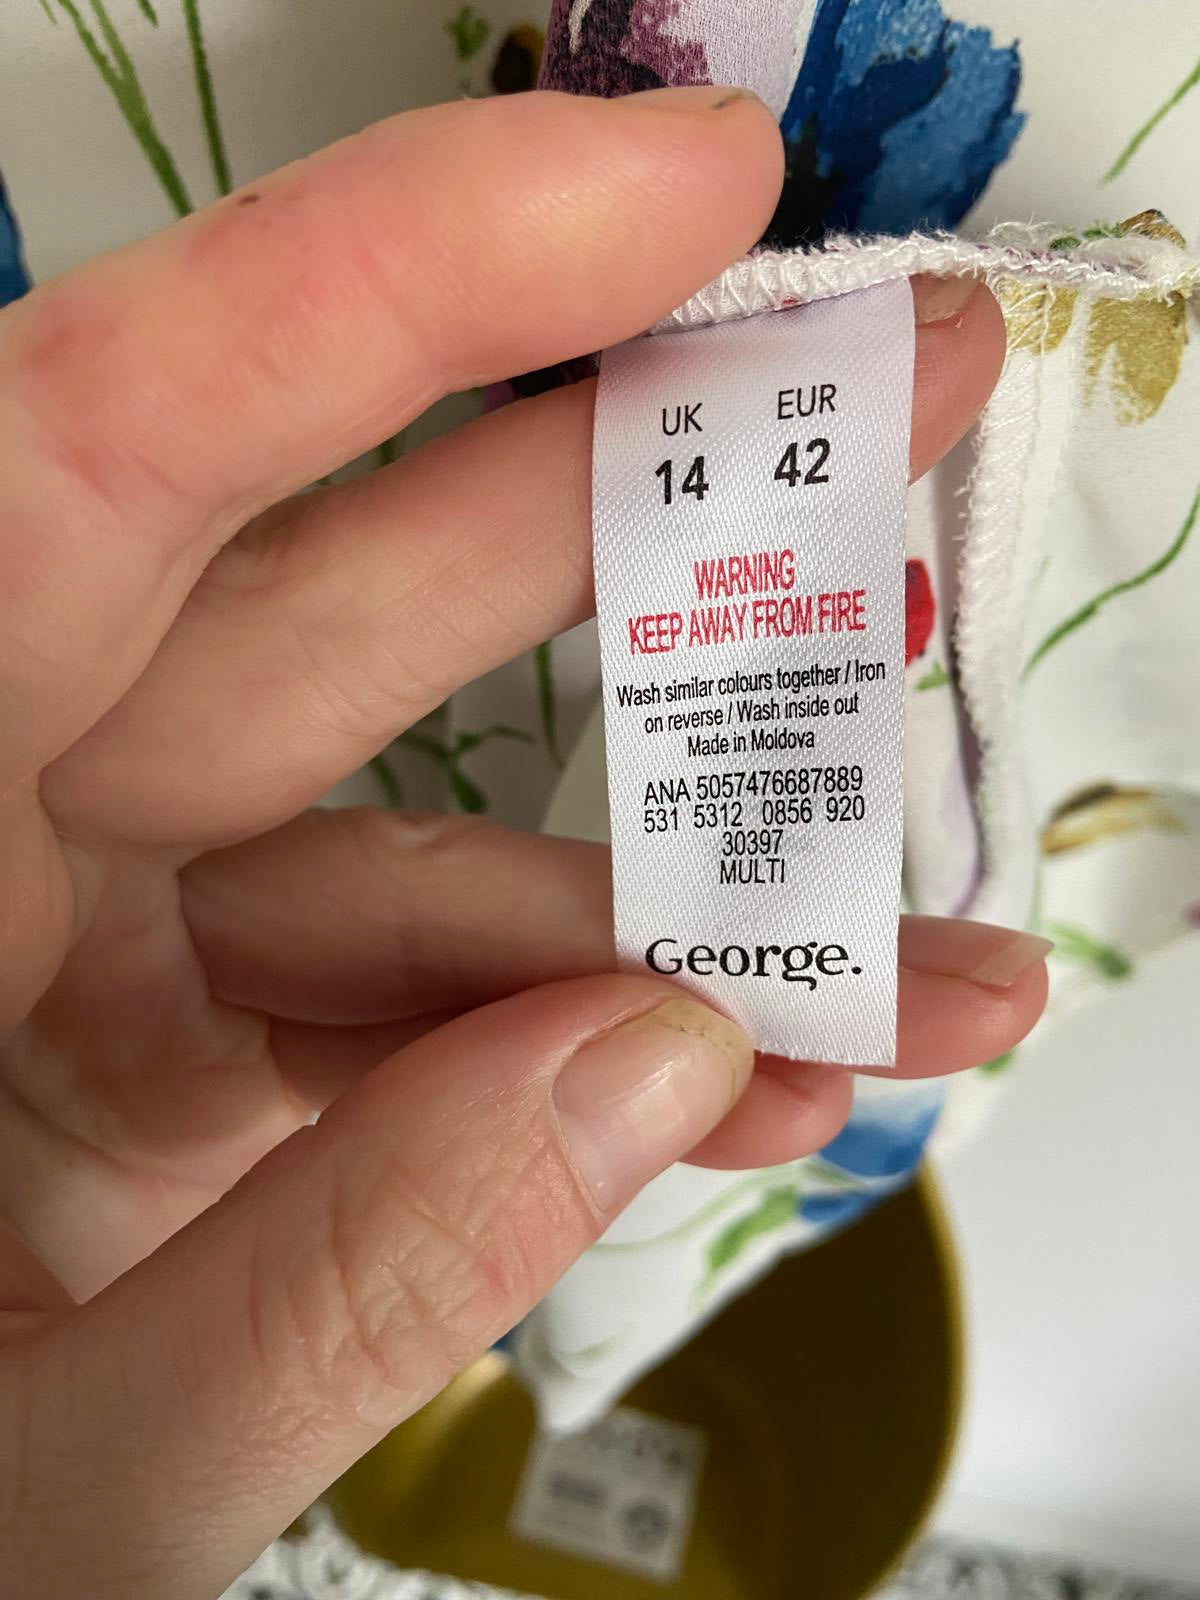 UK EUR
14 42
WARNING
KEEP AWAY FROM FIRE
Wash similar colours together / Iron
on reverse / Wash inside out
Made in Moldova
ANA 5057476687889
531 5312 0856 920
30397
MULTI
George.